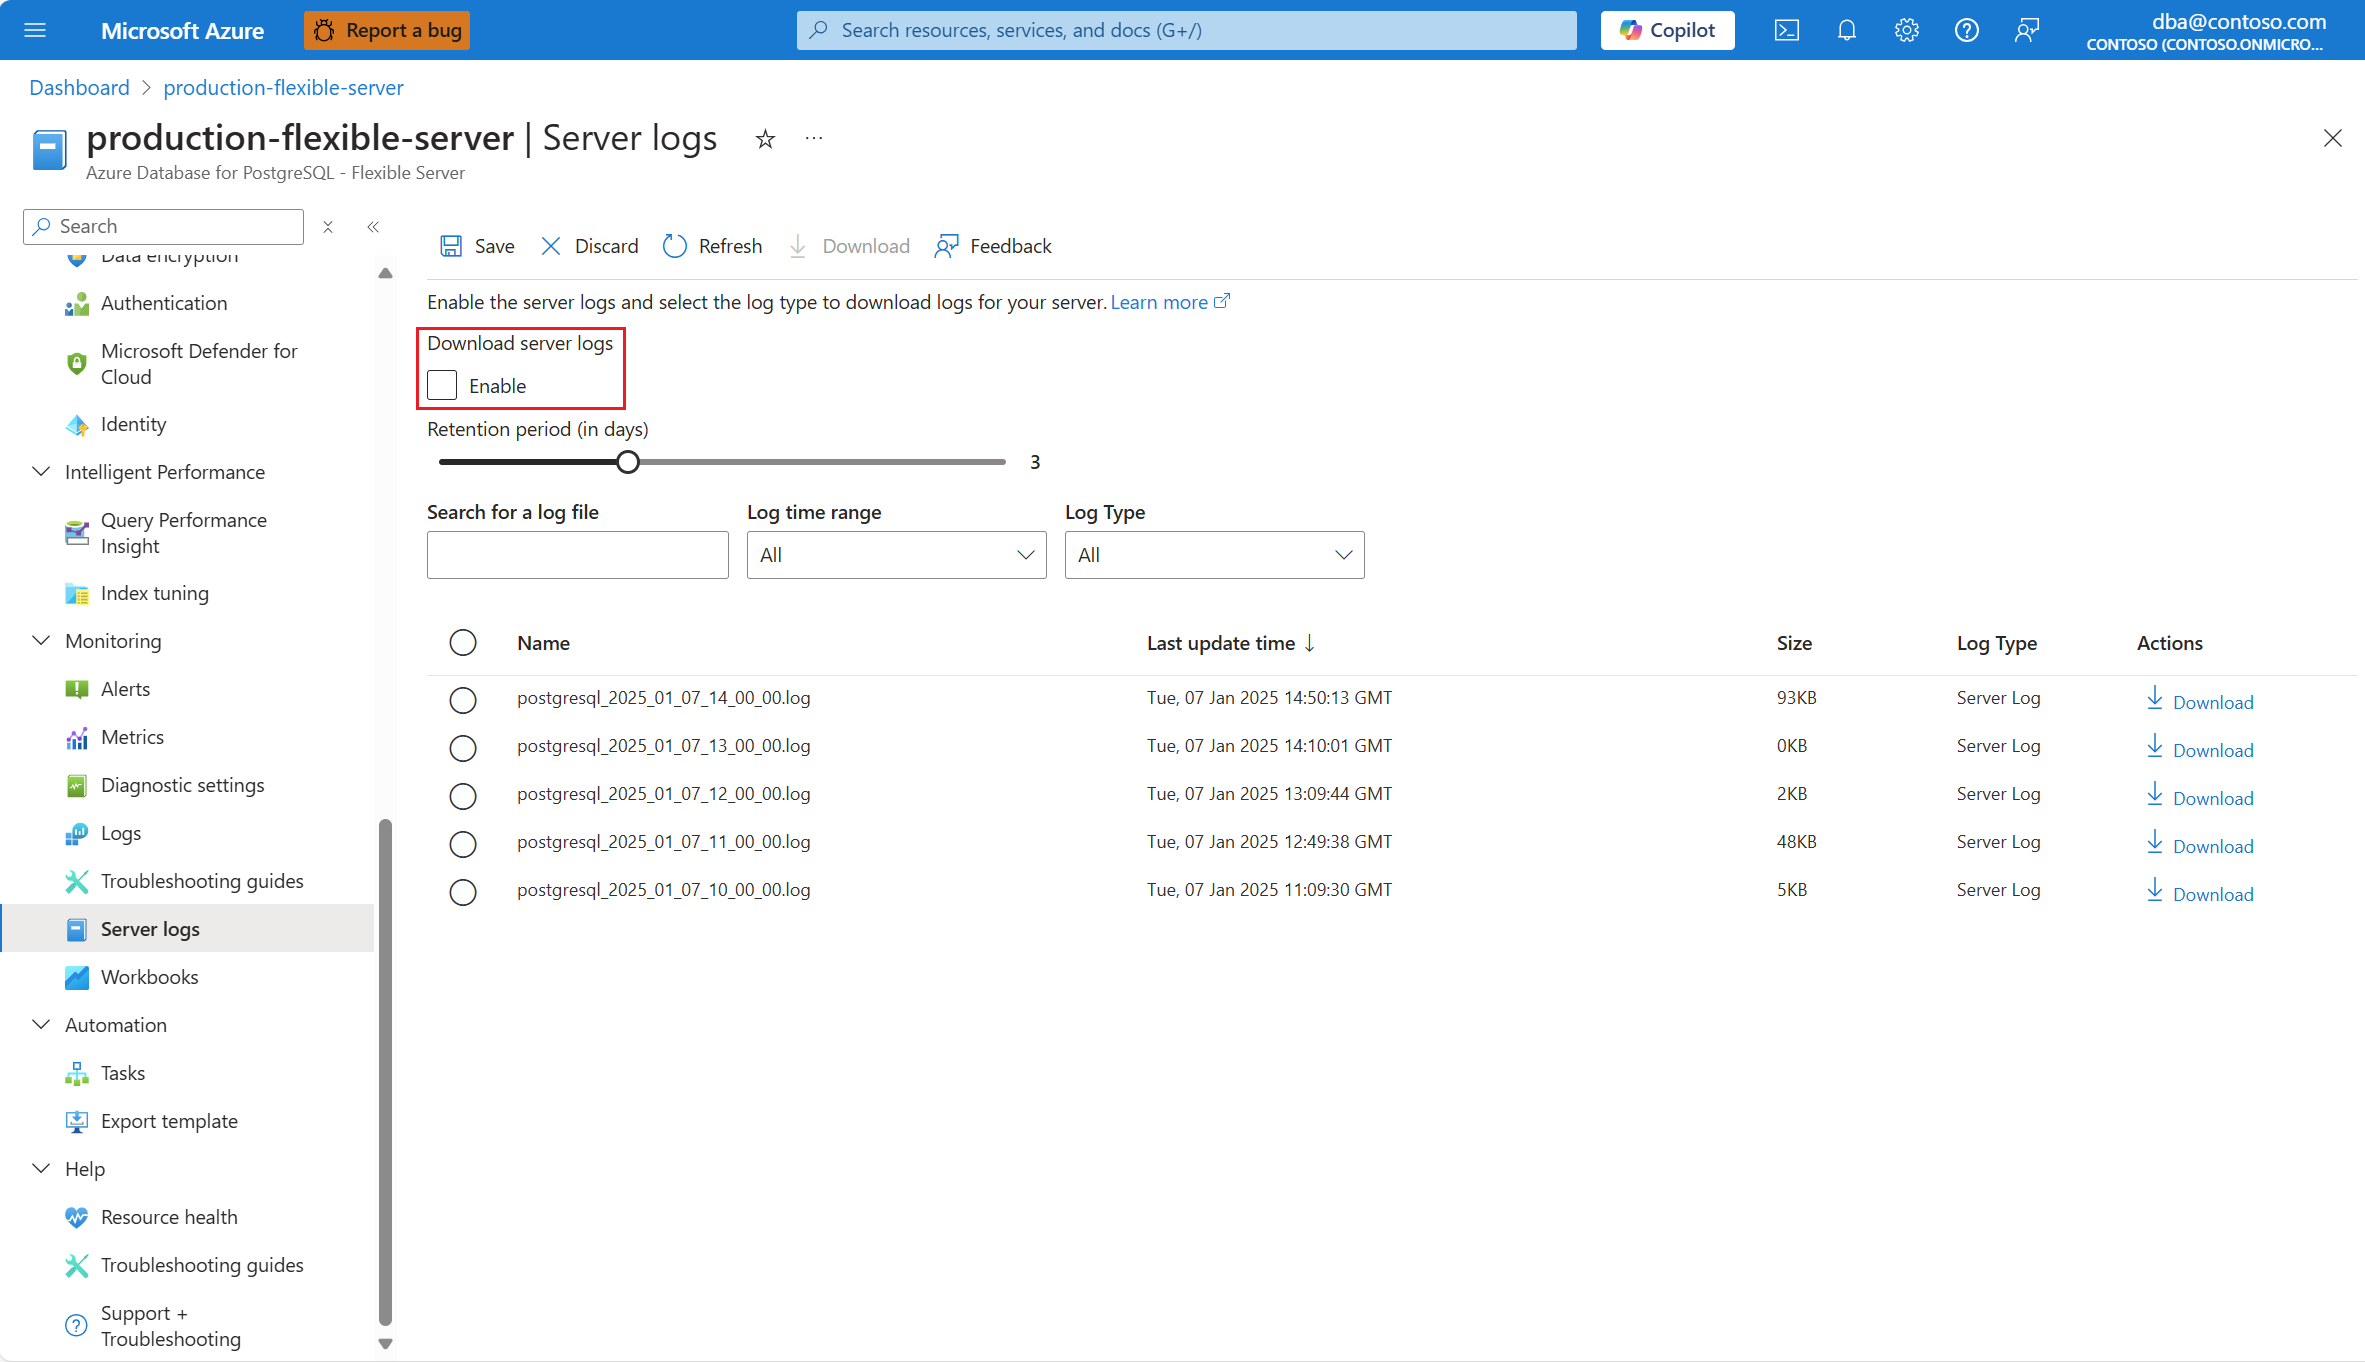 Microsoft Azure
Report a bug
Search resources, services, and docs (G+/)
Copilot
dba@contoso.com
CONTOSO (CONTOSO.ONMICRO...
Dashboard > production-flexible-server
production-flexible-server | Server logs
Azure Database for PostgreSQL - Flexible Server
Search
Data encryption
Authentication
Microsoft Defender for
Cloud
Identity
Intelligent Performance
Query Performance
Insight
Index tuning
Monitoring
Alerts
Metrics
Diagnostic settings
Logs
Troubleshooting guides
Server logs
Workbooks
Automation
Tasks
Export template
Help
Resource health
Troubleshooting guides
Support +
Troubleshooting
Save Discard Refresh Download Feedback
Enable the server logs and select the log type to download logs for your server. Learn more
Download server logs
Enable
Retention period (in days)
3
Search for a log file Log time range Log Type
All All
Name Last update time ↓ Size Log Type Actions
postgresql_2025_01_07_14_00_00.log Tue, 07 Jan 2025 14:50:13 GMT 93KB Server Log Download
postgresql_2025_01_07_13_00_00.log Tue, 07 Jan 2025 14:10:01 GMT 0KB Server Log Download
postgresql_2025_01_07_12_00_00.log Tue, 07 Jan 2025 13:09:44 GMT 2KB Server Log Download
postgresql_2025_01_07_11_00_00.log Tue, 07 Jan 2025 12:49:38 GMT 48KB Server Log Download
postgresql_2025_01_07_10_00_00.log Tue, 07 Jan 2025 11:09:30 GMT 5KB Server Log Download